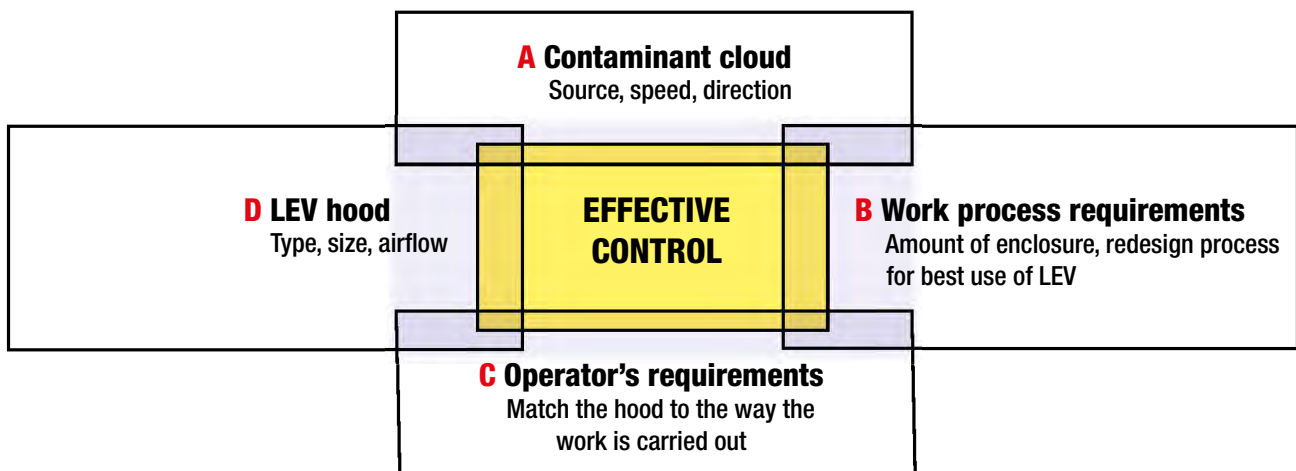 A Contaminant cloud
Source, speed, direction
D LEV hood
Type, size, airflow
EFFECTIVE
CONTROL
B Work process requirements
Amount of enclosure, redesign process
for best use of LEV
C Operator’s requirements
Match the hood to the way the
work is carried out